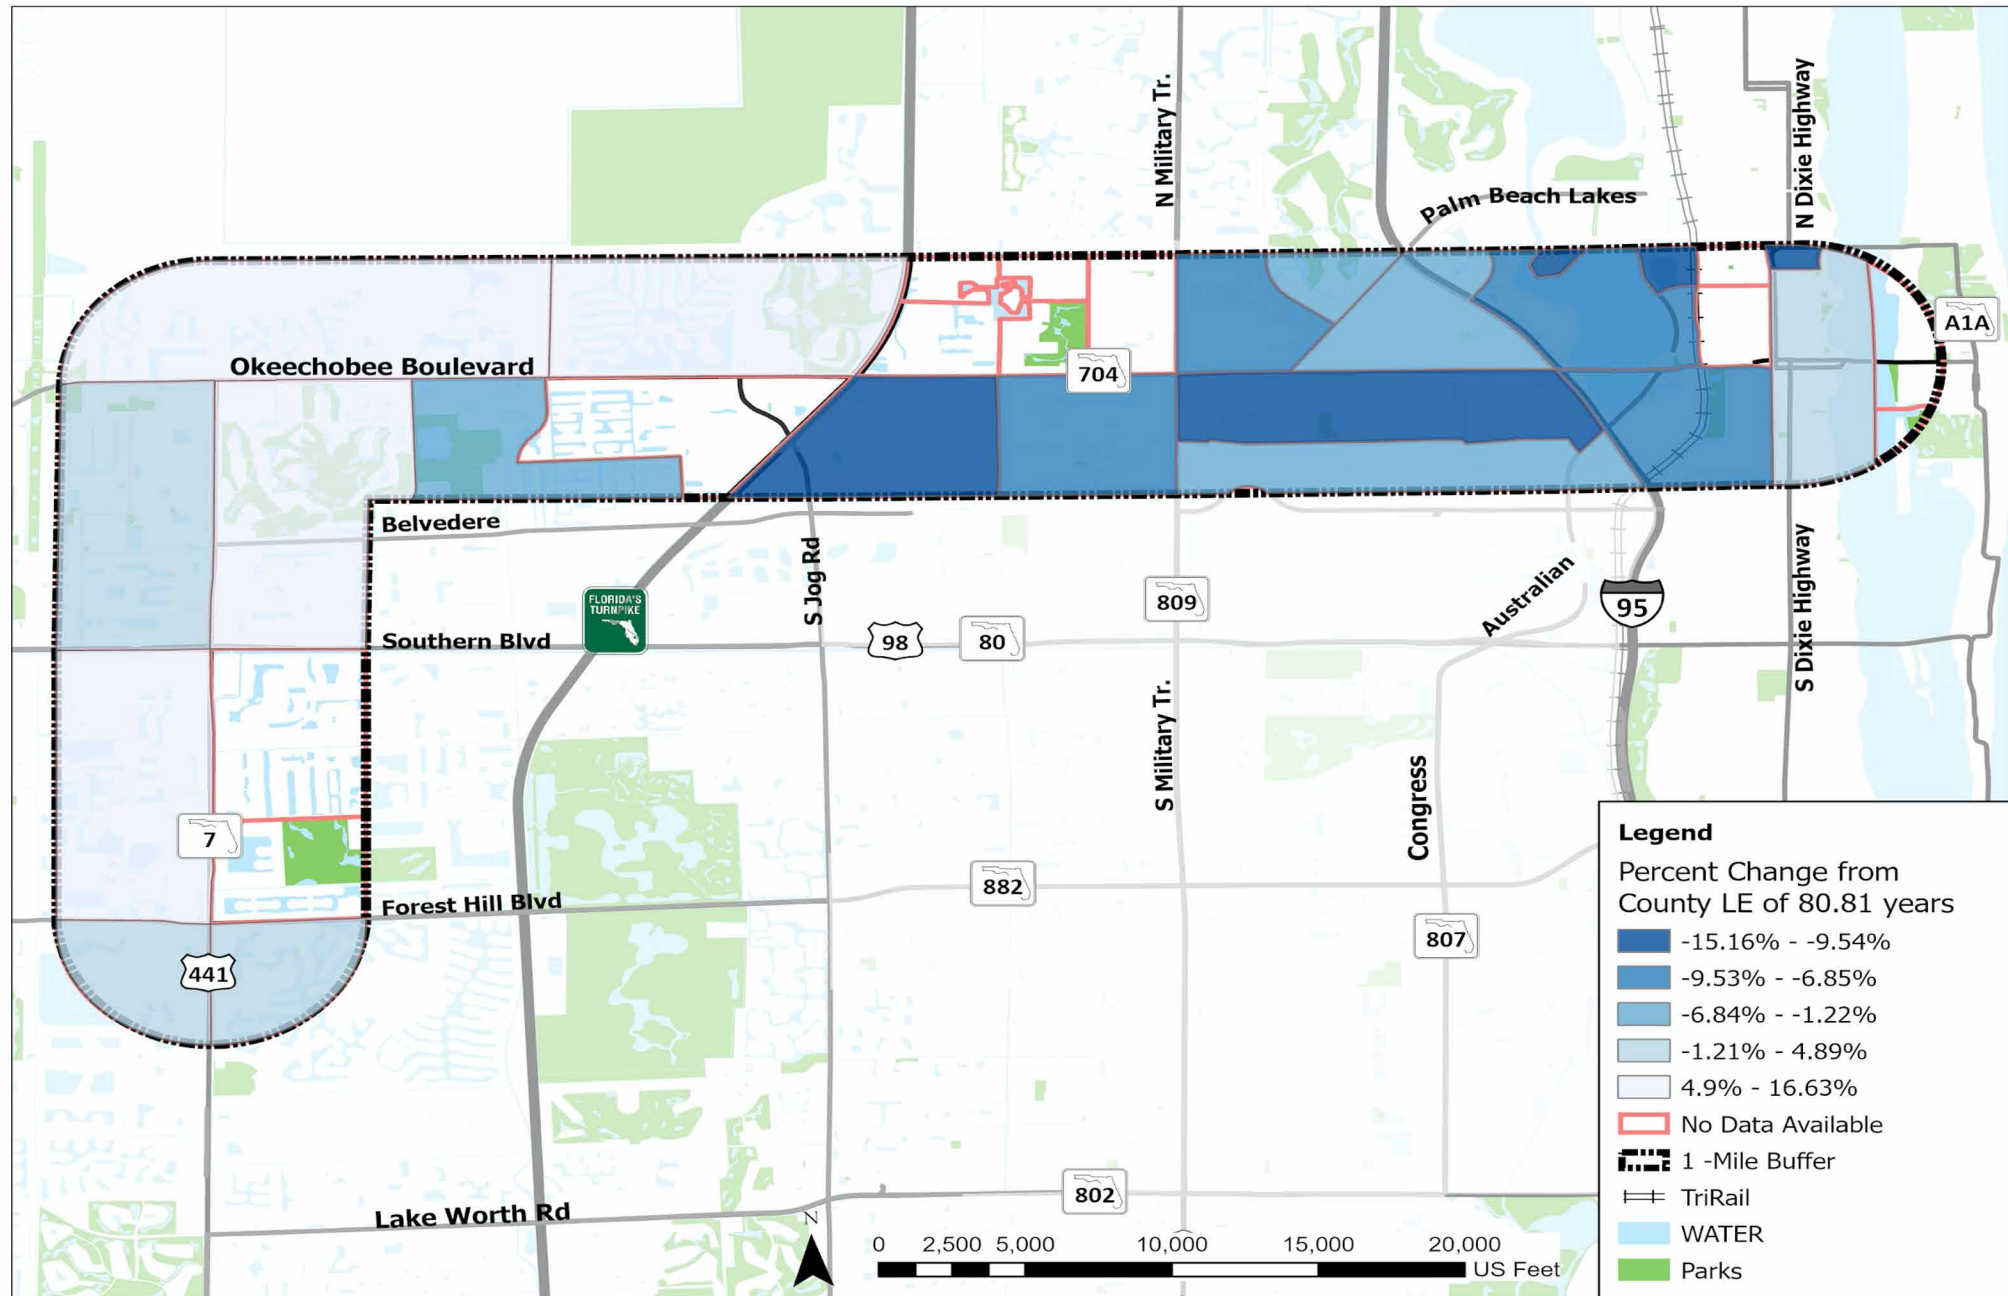 N Military Tr.
N Dixie Highway
Palm Beach Lakes
A1A
Okeechobee Boulevard
704
Belvedere
S Jog Rd
FLORIDA'S
TURNPIKE
Southern Blvd
98
80
809
Australian
95
S Dixie Highway
S Military Tr.
Congress
7
Forest Hill Blvd
882
807
441
Lake Worth Rd
802
N
0 2,500 5,000 10,000 15,000 20,000
US Feet
Legend
Percent Change from
County LE of 80.81 years
-15.16% - -9.54%
-9.53% - -6.85%
-6.84% - -1.22%
-1.21% - 4.89%
4.9% - 16.63%
No Data Available
1 -Mile Buffer
TriRail
WATER
Parks